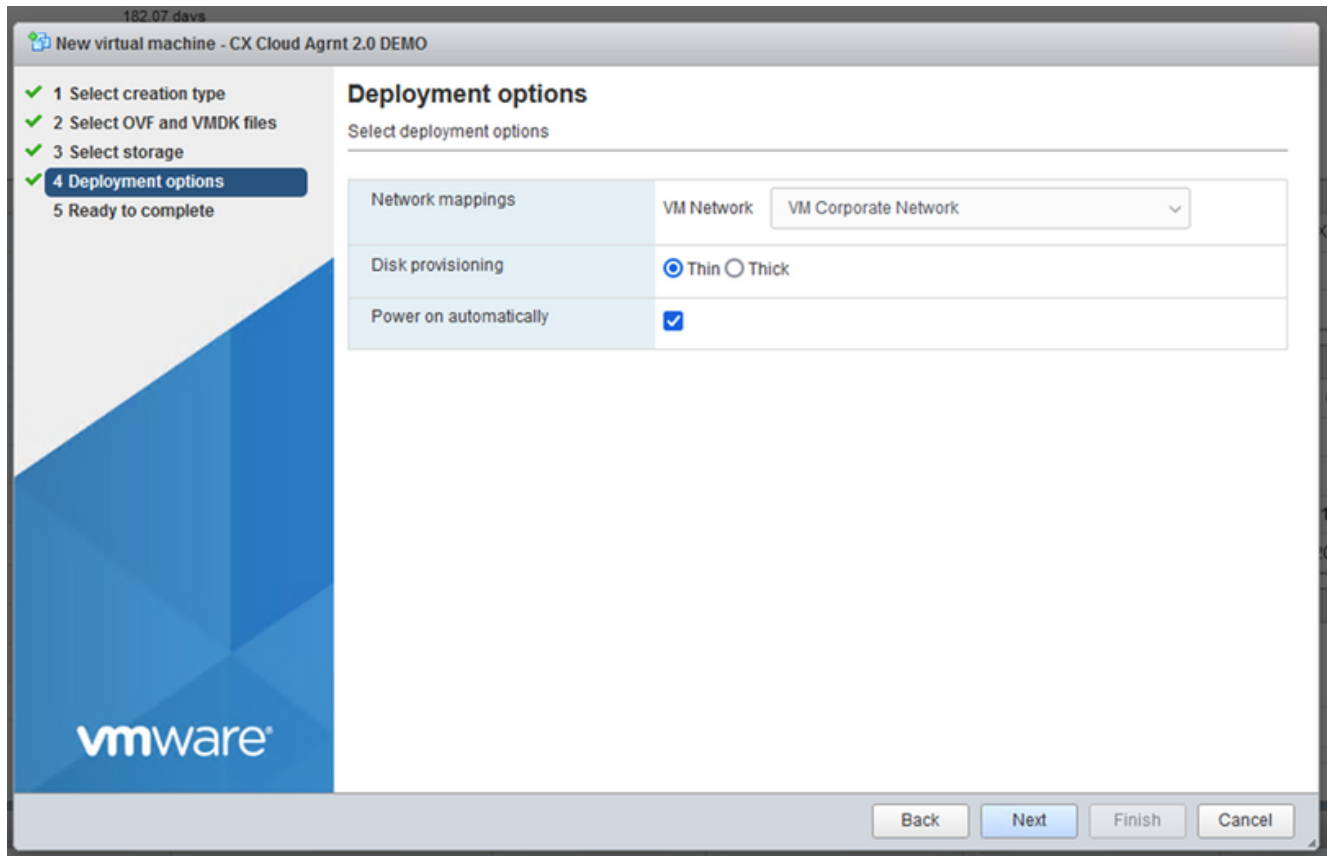 182.07 days
New virtual machine - CX Cloud Agrnt 2.0 DEMO
1 Select creation type
2 Select OVF and VMDK files
3 Select storage
4 Deployment options
5 Ready to complete
Deployment options
Select deployment options
Network mappings
VM Network VM Corporate Network
Disk provisioning
Thin Thick
Power on automatically
vmware®
Back Next Finish Cancel